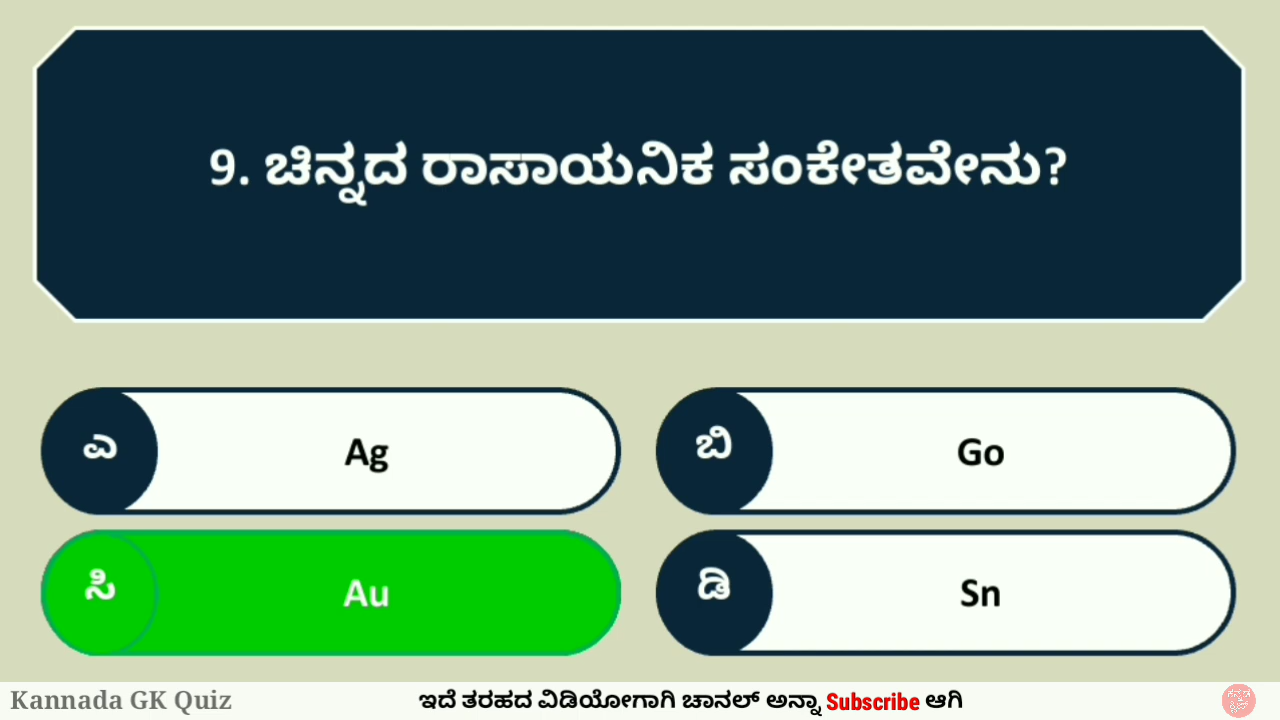 9. ಚಿನ್ನದ ರಾಸಾಯನಿಕ ಸಂಕೇತವೇನು?
ಎ Ag
ಬಿ Go
ಸಿ Au
ಡಿ Sn
Kannada GK Quiz
ಇದೆ ತರಹದ ವಿಡಿಯೋಗಾಗಿ ಚಾನಲ್ ಅನ್ನಾ Subscribe ಆಗಿ